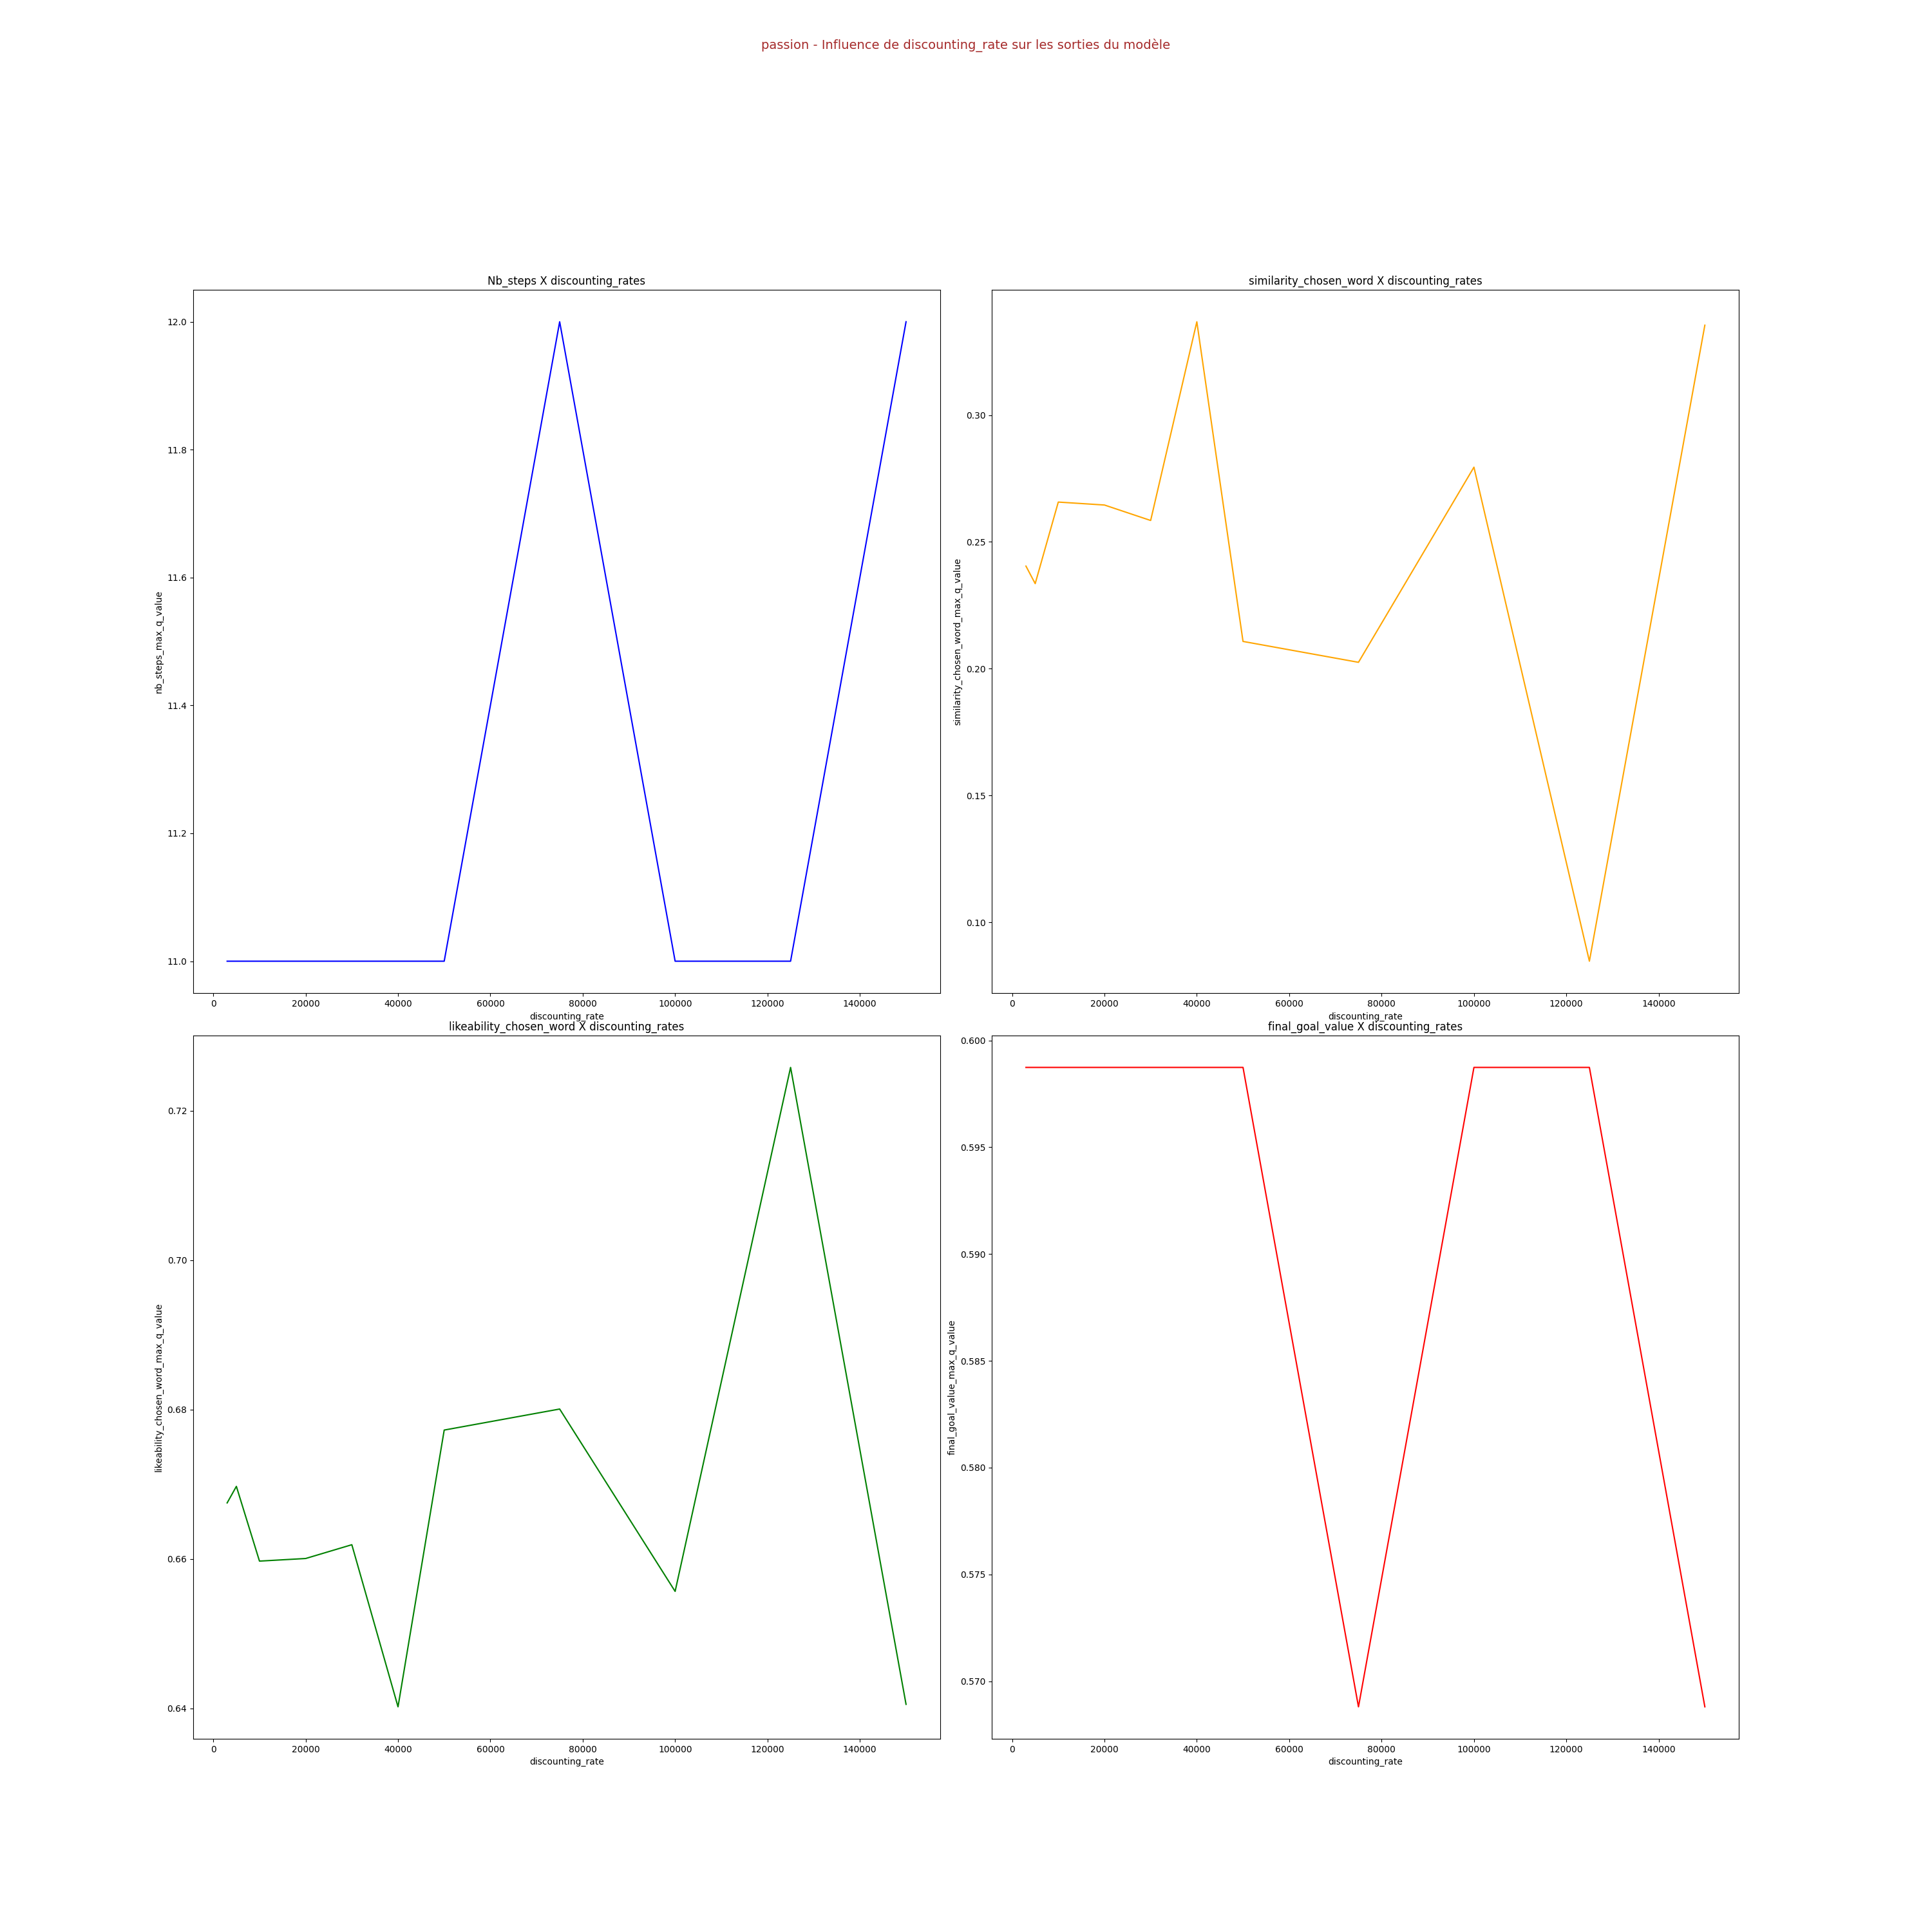 passion - Influence de discounting_rate sur les sorties du modèle
Nb_steps X discounting_rates
12.0
11.8
11.6
11.4
11.2
11.0
nb_steps_max_q_value
0 20000 40000 60000 80000 100000 120000 140000
discounting_rate
similarity_chosen_word X discounting_rates
0.30
0.25
0.20
0.15
0.10
similarity_chosen_word_max_q_value
0 20000 40000 60000 80000 100000 120000 140000
discounting_rate
likeability_chosen_word X discounting_rates
0.72
0.70
0.68
0.66
0.64
likeability_chosen_word_max_q_value
0 20000 40000 60000 80000 100000 120000 140000
discounting_rate
final_goal_value X discounting_rates
0.600
0.595
0.590
0.585
0.580
0.575
0.570
final_goal_value_max_q_value
0 20000 40000 60000 80000 100000 120000 140000
discounting_rate